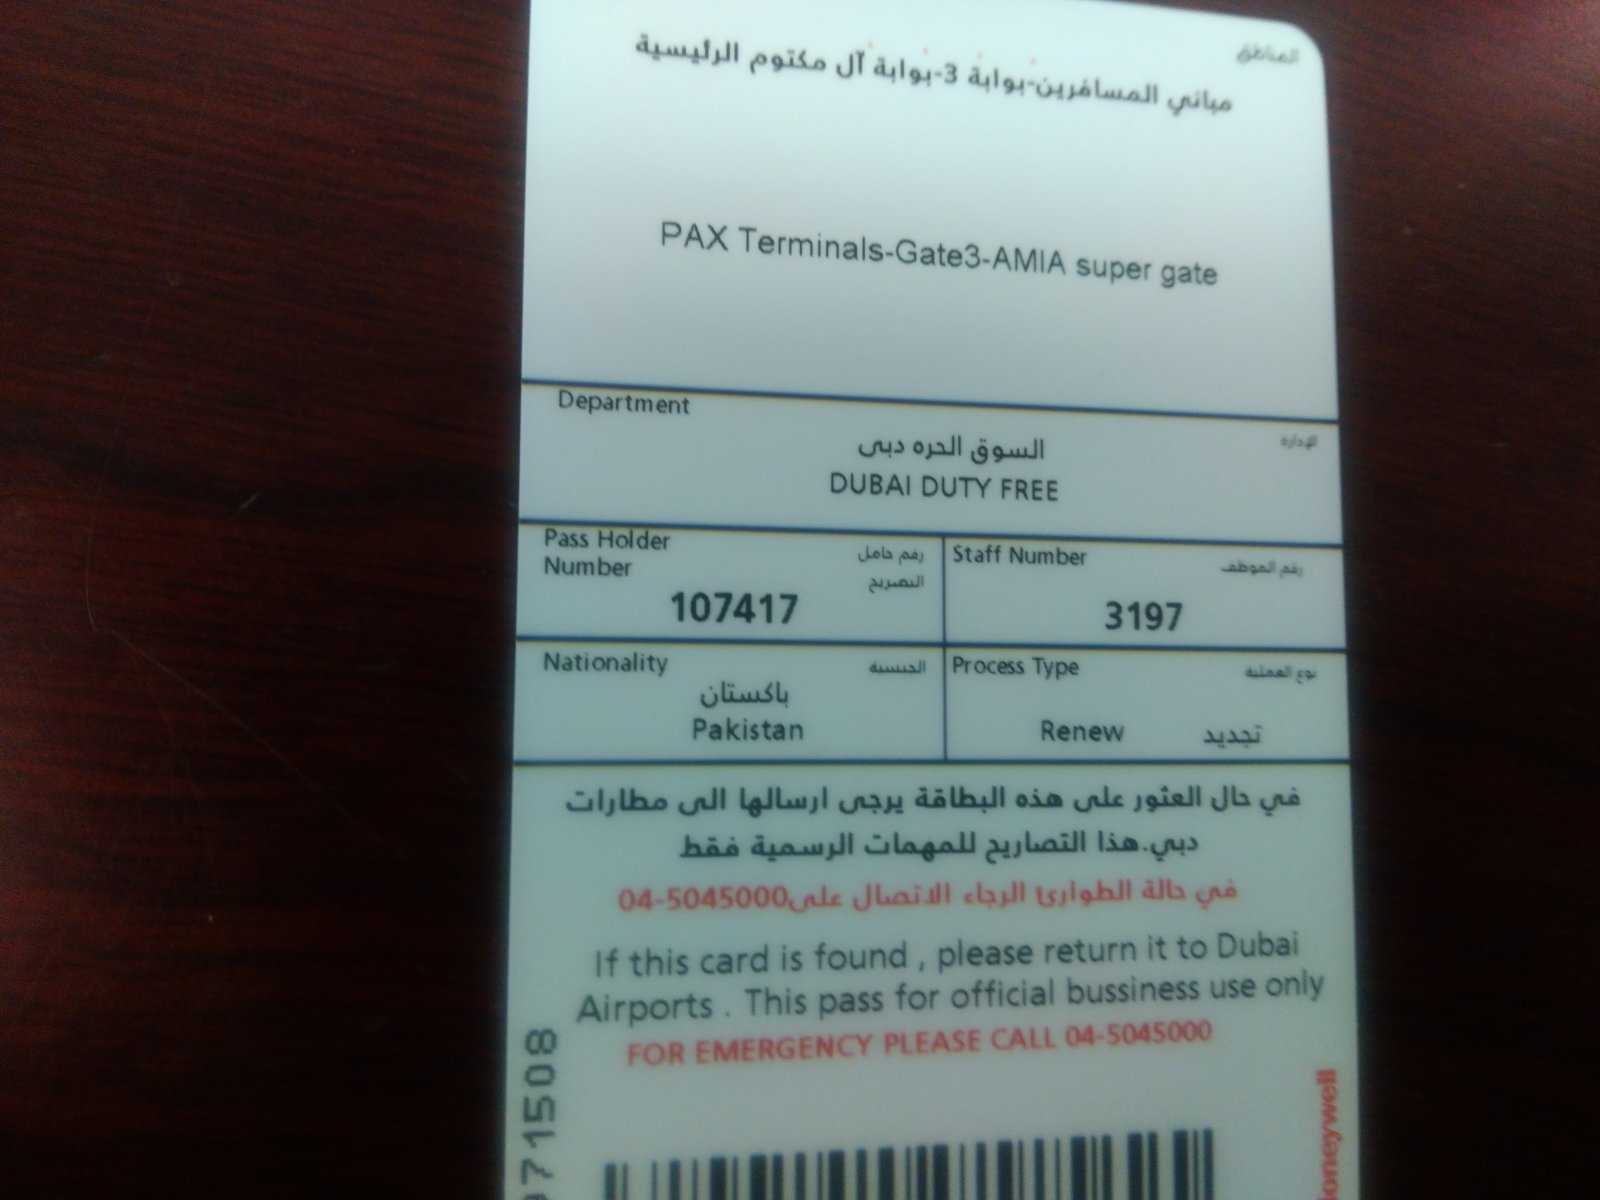 المناطق
مباني المسافرين-بوابة 3-بوابة آل مكتوم الرئيسية
PAX Terminals-Gate3-AMIA super gate
Department
الإدارة
السوق الحره دبى
DUBAI DUTY FREE
Pass Holder
Number
رقم حامل
التصريح
107417
Staff Number
رقم الموظف
3197
Nationality
الجنسية
باكستان
Pakistan
Process Type
نوع العملية
Renew تجديد
في حال العثور على هذه البطاقة يرجى ارسالها الى مطارات
دبي.هذا التصاريح للمهمات الرسمية فقط
في حالة الطوارئ الرجاء الاتصال على04-5045000
If this card is found , please return it to Dubai
Airports . This pass for official bussiness use only
FOR EMERGENCY PLEASE CALL 04-5045000
71508
oneywell